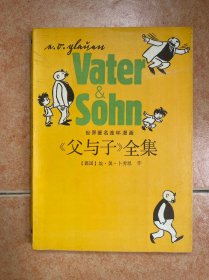 e.o.plauen
Vater
&
Sohn
世界著名连环漫画
《父与子》全集
【德国】埃·奥·卜劳恩 作